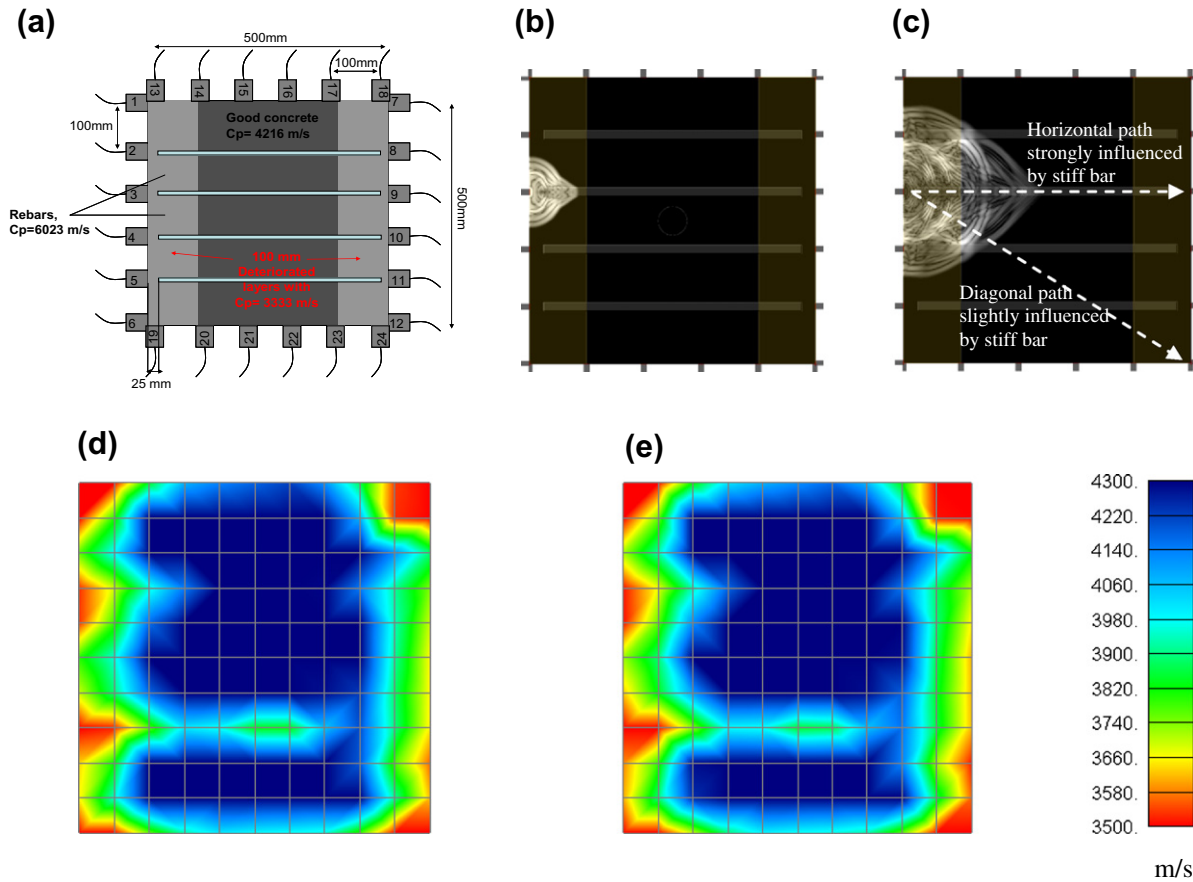 (a)
500mm
100mm
13
14
15
16
17
18
1
2
3
4
5
6
7
8
9
10
11
12
100mm
Good concrete
Cp= 4216 m/s
500mm
Rebars,
Cp=6023 m/s
100 mm
Deteriorated
layers with
Cp= 3333 m/s
19
20
21
22
23
24
25 mm
(b)
(c)
Horizontal path
strongly influenced
by stiff bar
Diagonal path
slightly influenced
by stiff bar
(d)
(e)
4300.
4220.
4140.
4060.
3980.
3900.
3820.
3740.
3660.
3580.
3500.
m/s